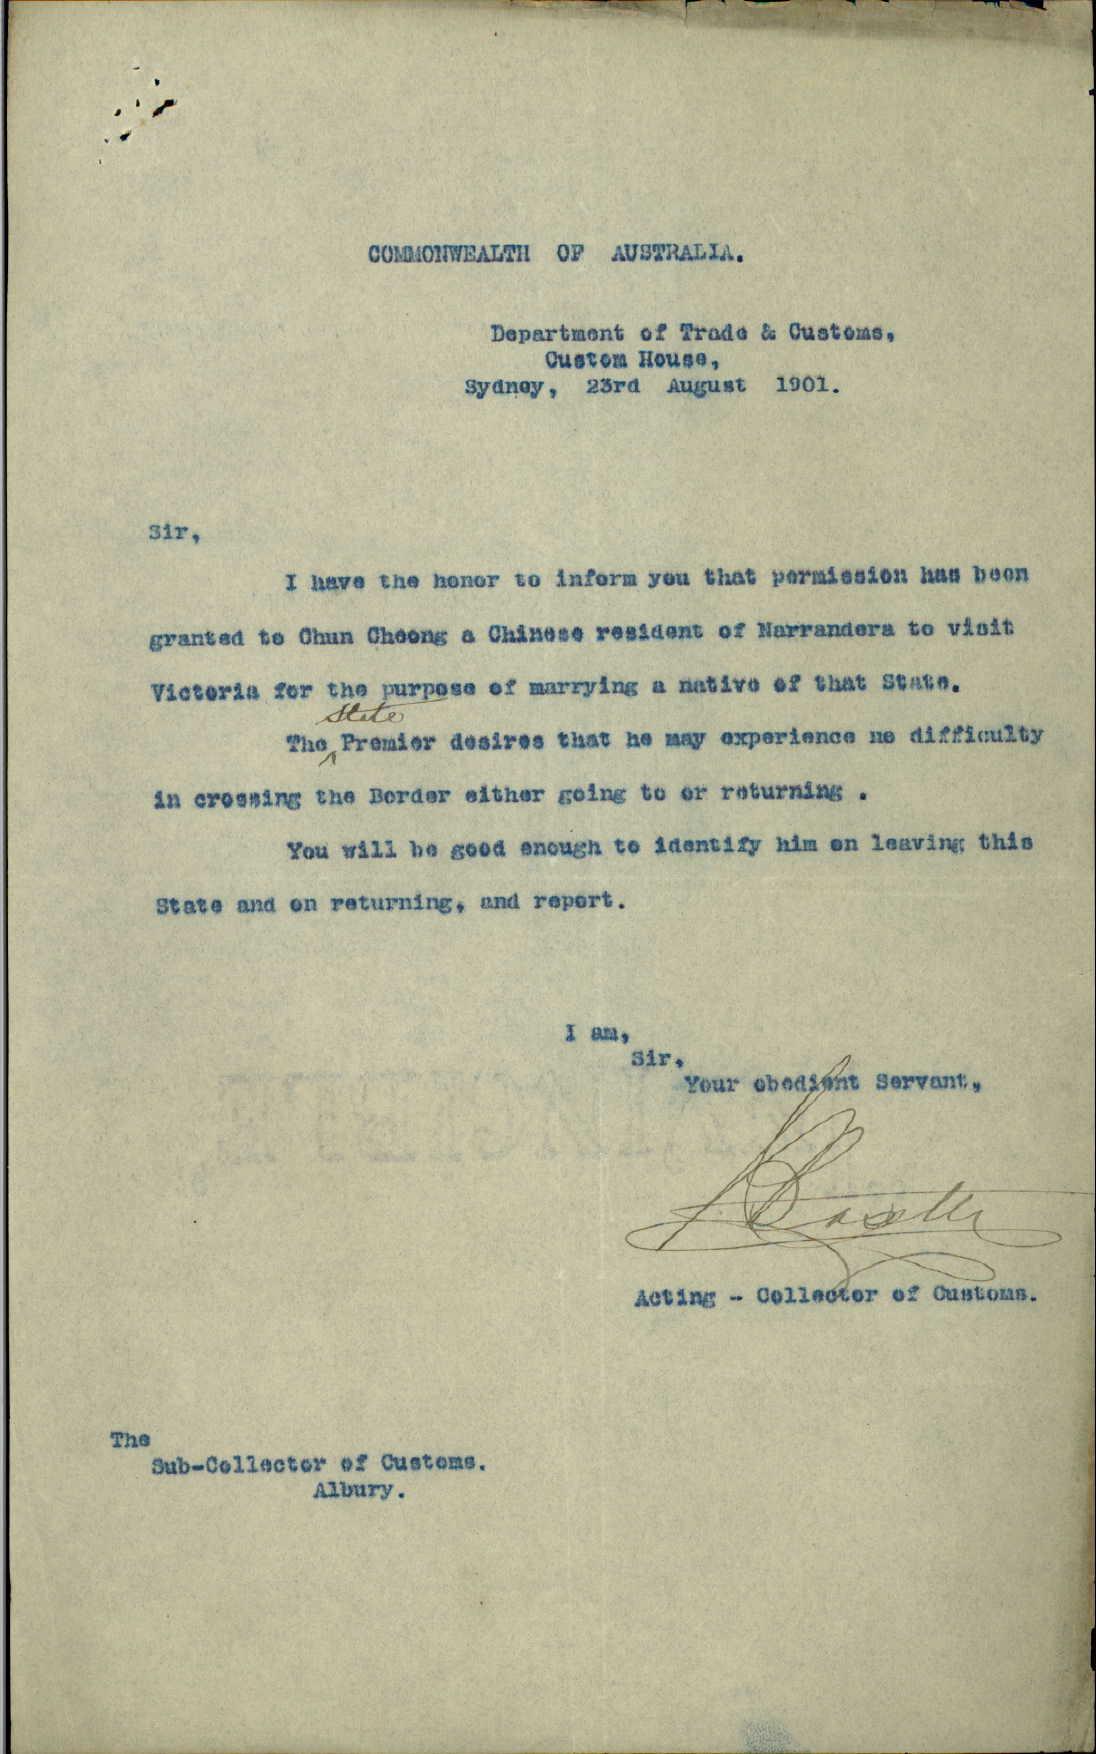 COMMONWEALTH OF AUSTRALIA.
Department of Trade & Customs,
Custom House,
Sydney, 23rd August 1901.
Sir,
I have the honor to inform you that permission has been
granted to Chun Cheong a Chinese resident of Narrandera to visit
Victoria for the purpose of marrying a native of that State.
State
The Premier desires that he may experience no difficulty
in crossing the Border either going to or returning .
You will be good enough to identify him on leaving this
State and on returning, and report.
I am,
Sir,
Your obedient Servant,
Acting - Collector of Customs.
The
Sub-Collector of Customs.
Albury.